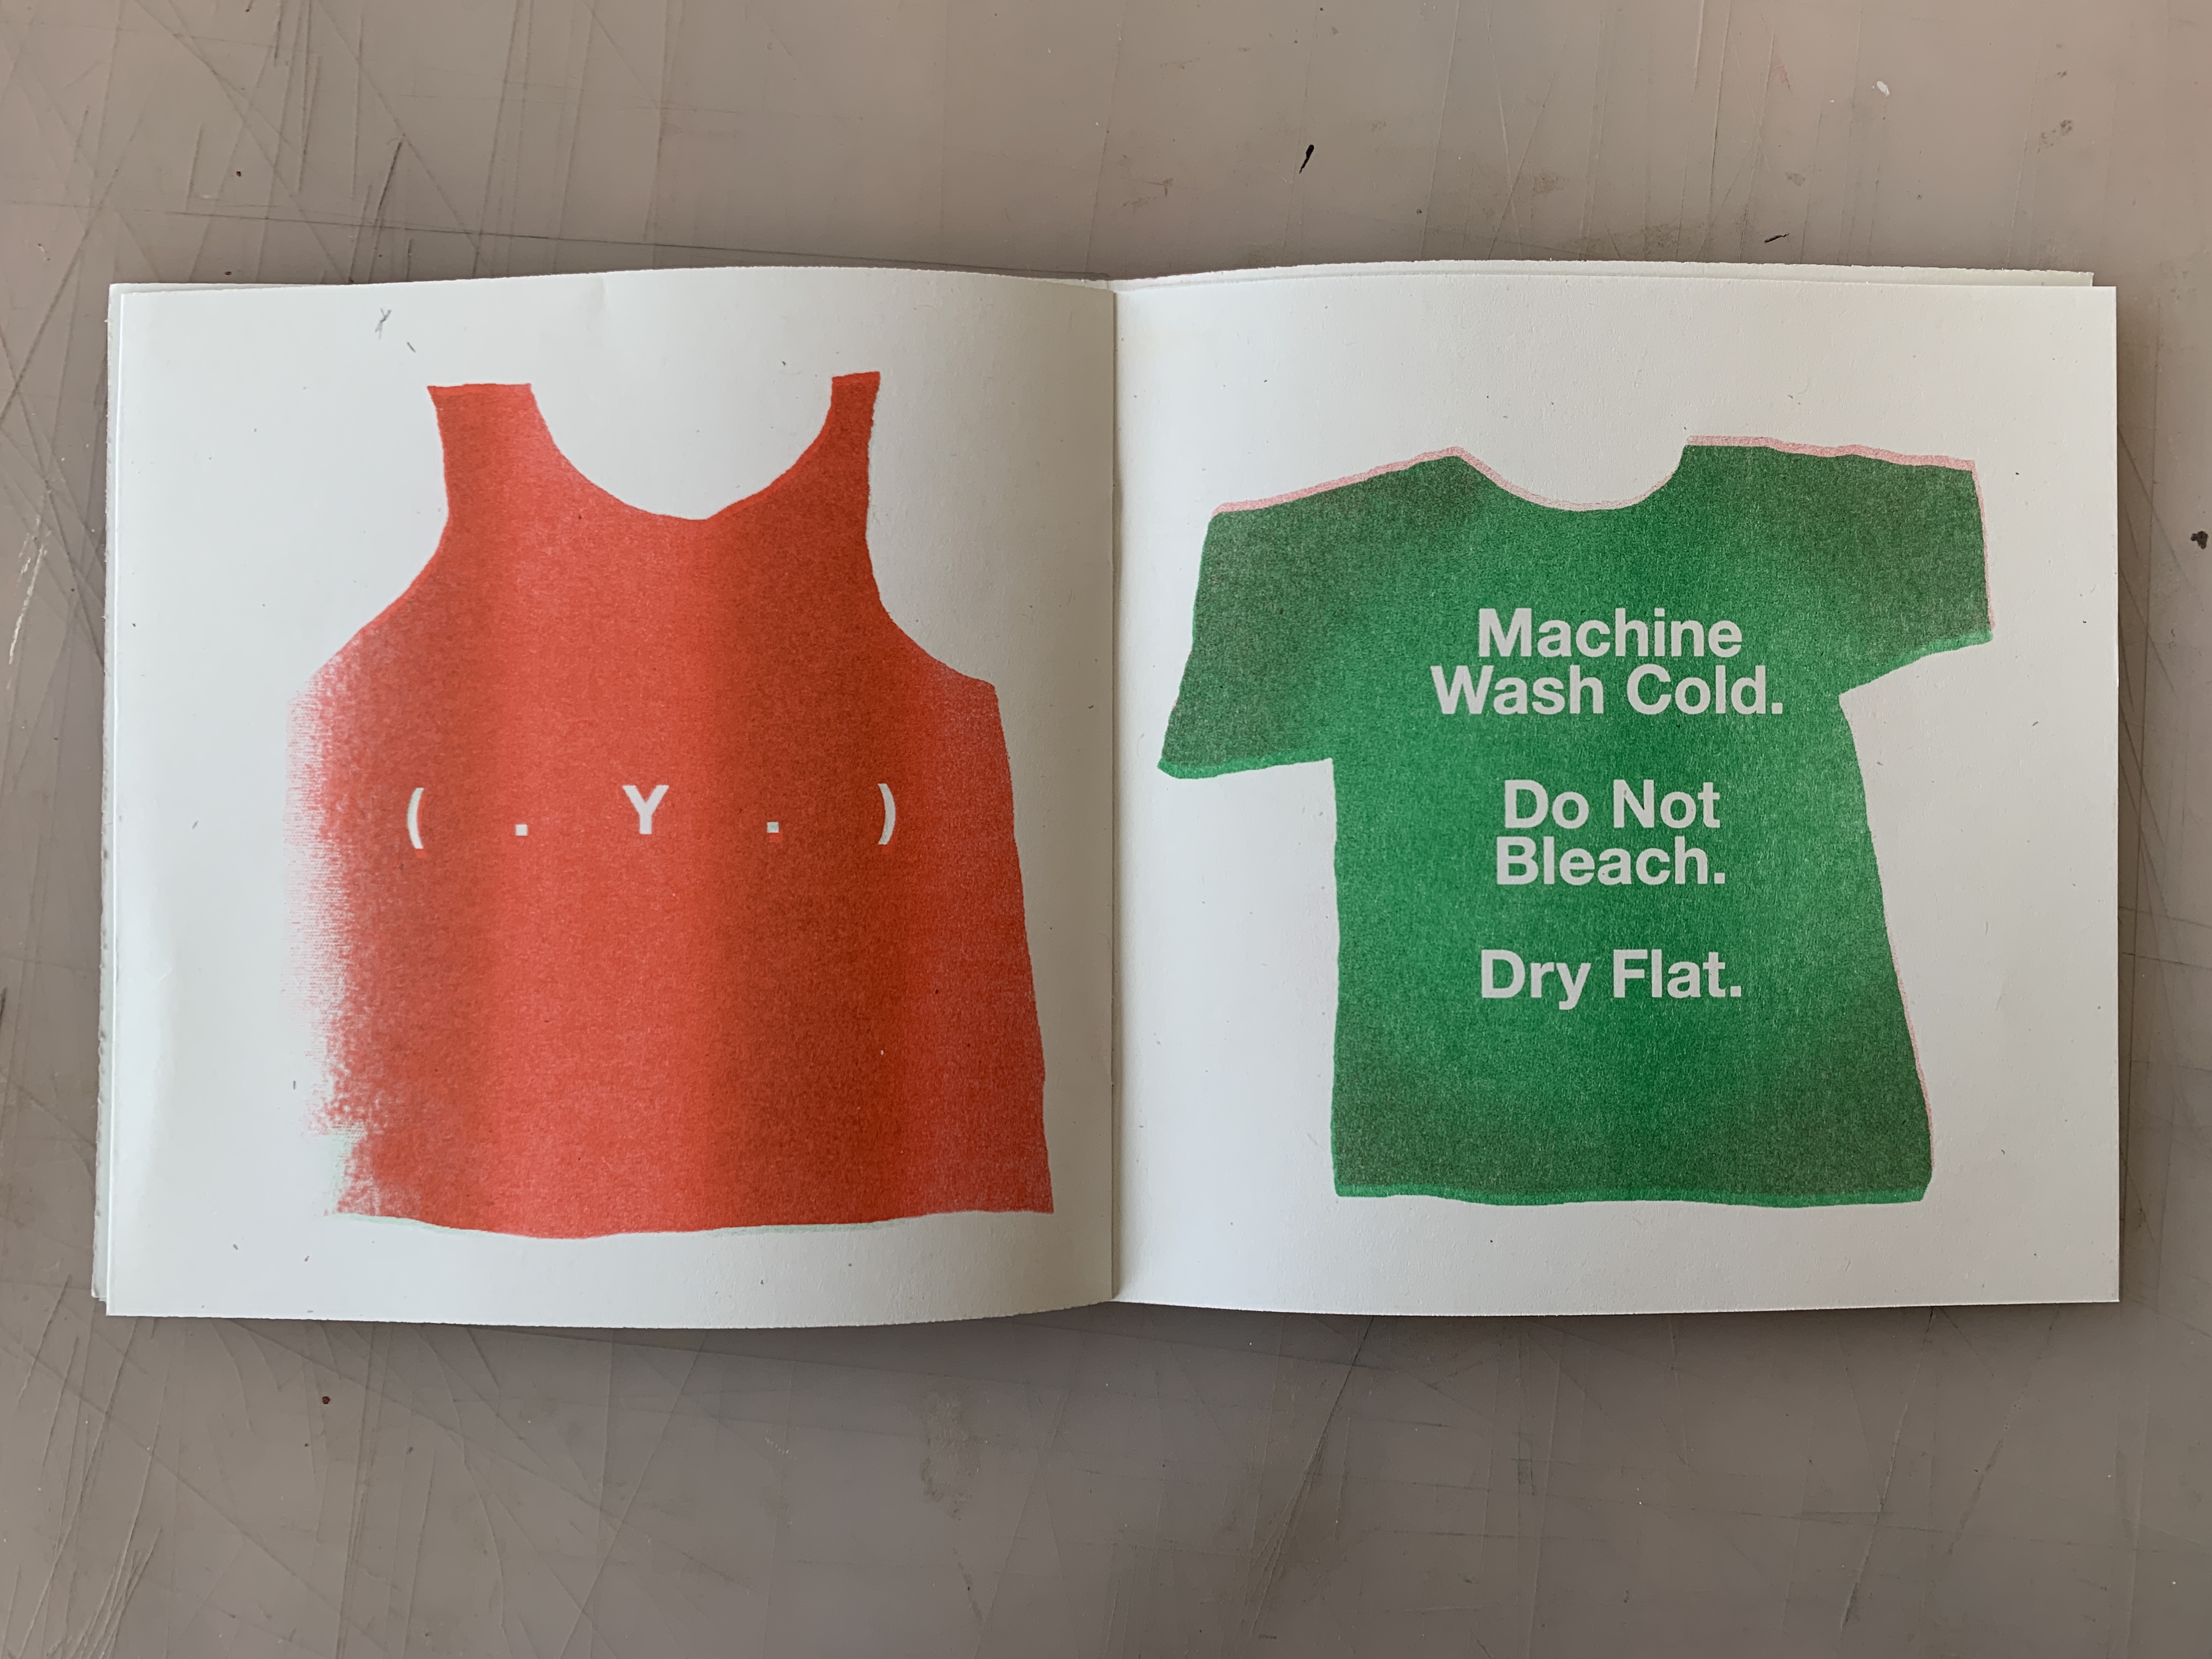 ( . Y . )
Machine
Wash Cold.
Do Not
Bleach.
Dry Flat.